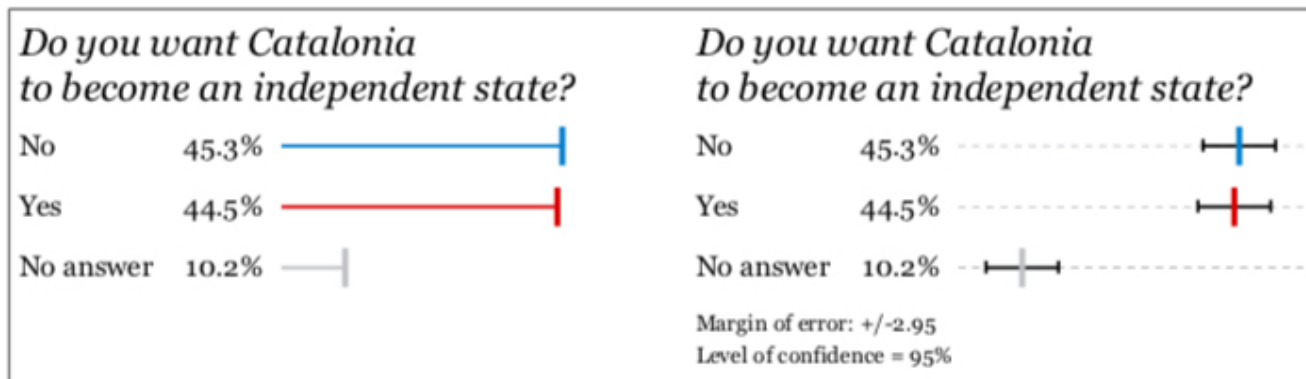 Do you want Catalonia
to become an independent state?
No 45.3%
Yes 44.5%
No answer 10.2%
Do you want Catalonia
to become an independent state?
No 45.3%
Yes 44.5%
No answer 10.2%
Margin of error: +/-2.95
Level of confidence = 95%